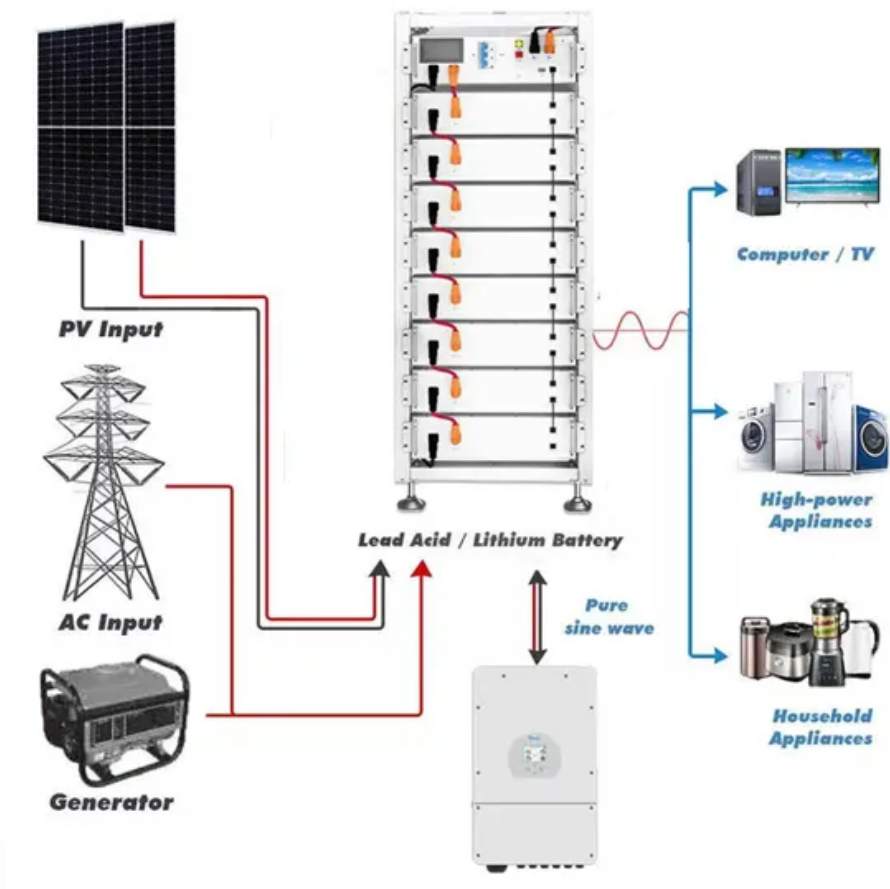 PV Input
AC Input
Generator
Lead Acid / Lithium Battery
Pure
sine wave
Computer / TV
High-power
Appliances
Household
Appliances